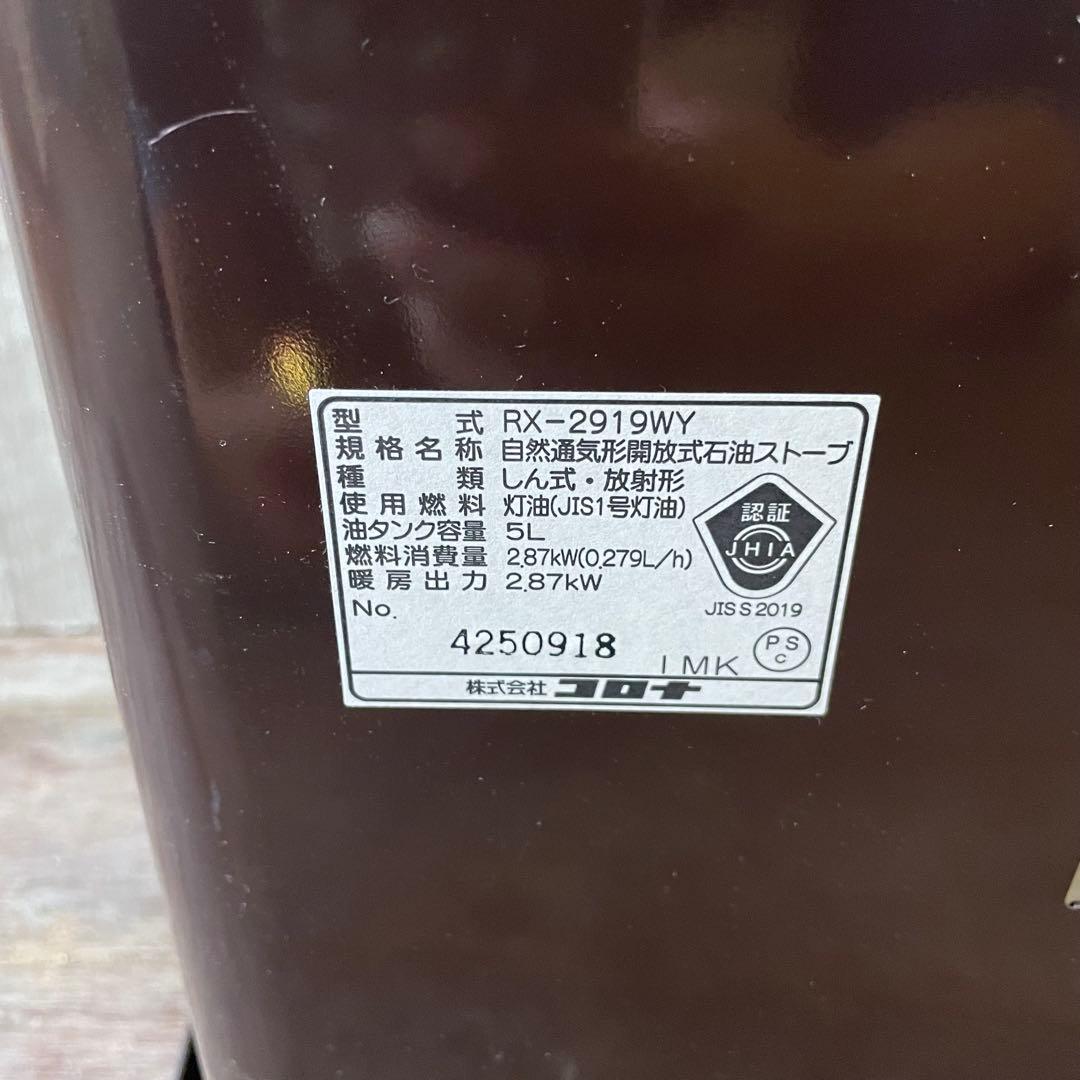 型式 RX-2919WY
規格名称 自然通気形開放式石油ストーブ
種類 しん式・放射形
使用燃料 灯油(JIS1号灯油)
油タンク容量 5L
燃料消費量 2.87kW(0.279L/h)
暖房出力 2.87kW
認証
JHIA
JIS S 2019
No.
4250918
IMK
PS
C
株式会社 コロナ